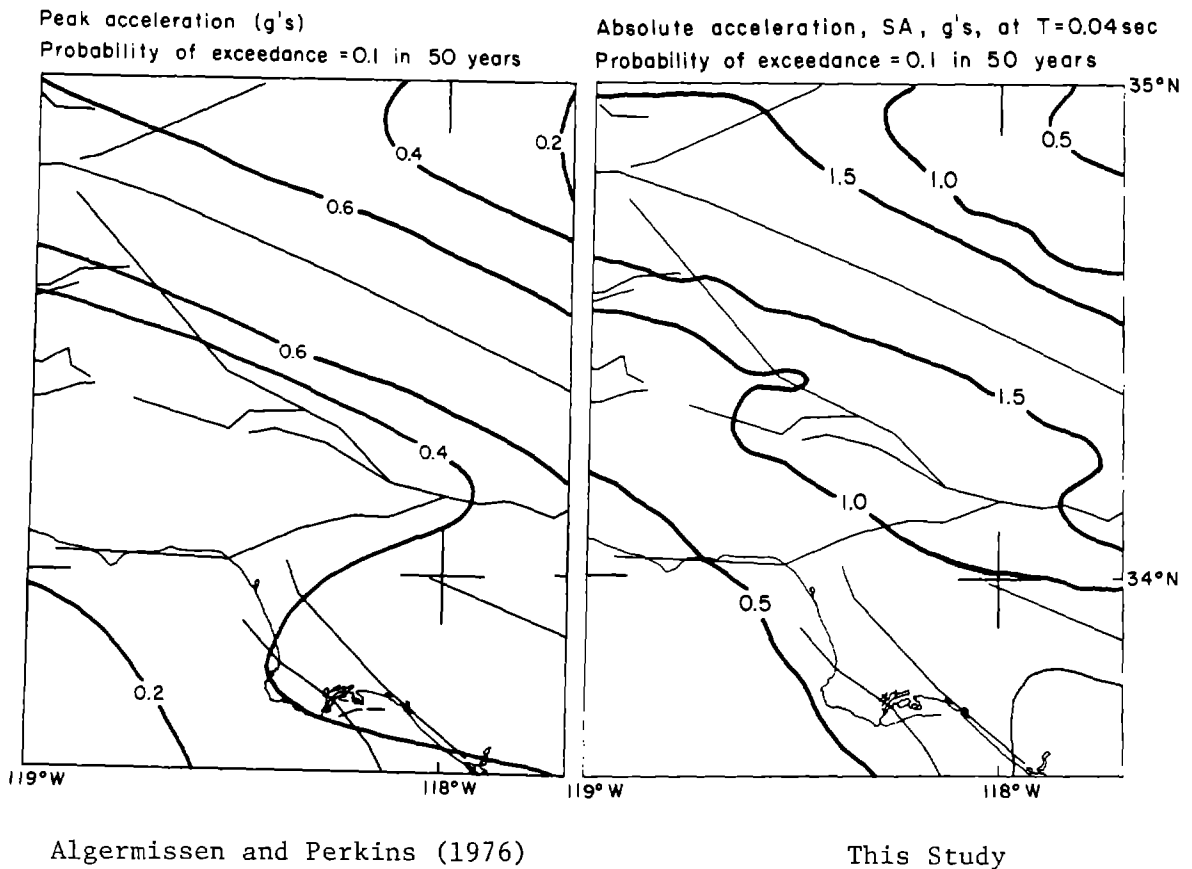 Peak acceleration (g's)
Probability of exceedance = 0.1 in 50 years
0.2
0.4
0.6
0.6
0.4
0.2
119°W
118°W
Algermissen and Perkins (1976)
Absolute acceleration, SA, g's, at T=0.04sec
Probability of exceedance = 0.1 in 50 years
35°N
0.5
1.0
1.5
1.5
1.0
34°N
0.5
119°W
118°W
This Study